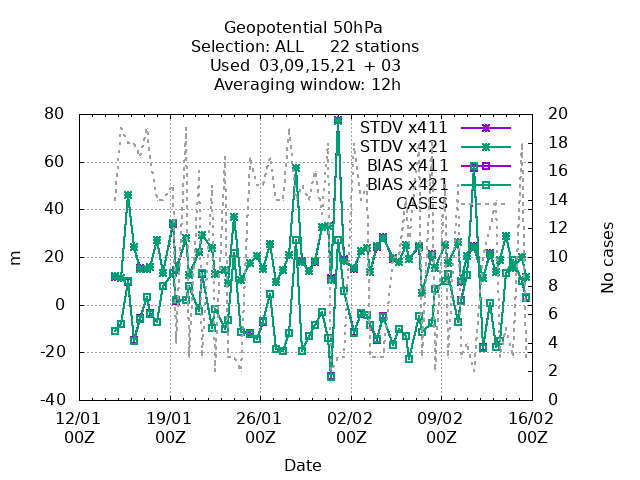 Geopotential 50hPa
Selection: ALL 22 stations
Used 03,09,15,21 + 03
Averaging window: 12h
80
60
40
20
0
-20
-40
m
20
18
16
14
12
10
8
6
4
2
0
No cases
STDV x411
STDV x421
BIAS x411
BIAS x421
CASES
12/01 19/01 26/01 02/02 09/02 16/02
00Z 00Z 00Z 00Z 00Z 00Z
Date